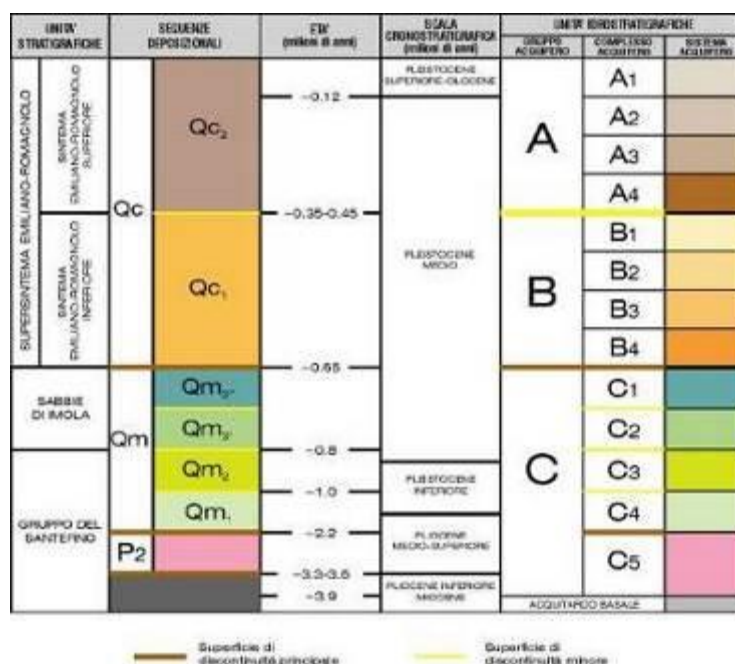 UNITA'
STRATIGRAFICHE
SEQUENZE
DEPOSIZIONALI
ETA'
(milioni di anni)
SCALA
CRONOSTRATIGRAFICA
(milioni di anni)
UNITA' IDROSTRATIGRAFICHE
GRUPPO
ACQUIFERO
COMPLESSO
ACQUIFERO
SISTEMA
ACQUIFERO
SUPERSINTEMA EMILIANO-ROMAGNOLO
SINTEMA
EMILIANO-ROMAGNOLO
SUPERIORE
SINTEMA
EMILIANO-ROMAGNOLO
INFERIORE
SABBIE
DI IMOLA
GRUPPO DEL
SANTERNO
Qc
Qc2
Qc1
Qm
Qm3''
Qm3'
Qm2
Qm1
P2
-0.12
-0.35-0.45
-0.65
-0.8
-1.0
-2.2
-3.3-3.6
-3.9
PLEISTOCENE
SUPERIORE-OLOCENE
PLEISTOCENE
MEDIO
PLEISTOCENE
INFERIORE
PLIOCENE
MEDIO-SUPERIORE
PLIOCENE INFERIORE
MIOCENE
A
A1
A2
A3
A4
B
B1
B2
B3
B4
C
C1
C2
C3
C4
C5
ACQUITARDO BASALE
Superficie di
discontinuità principale
Superficie di
discontinuità minore